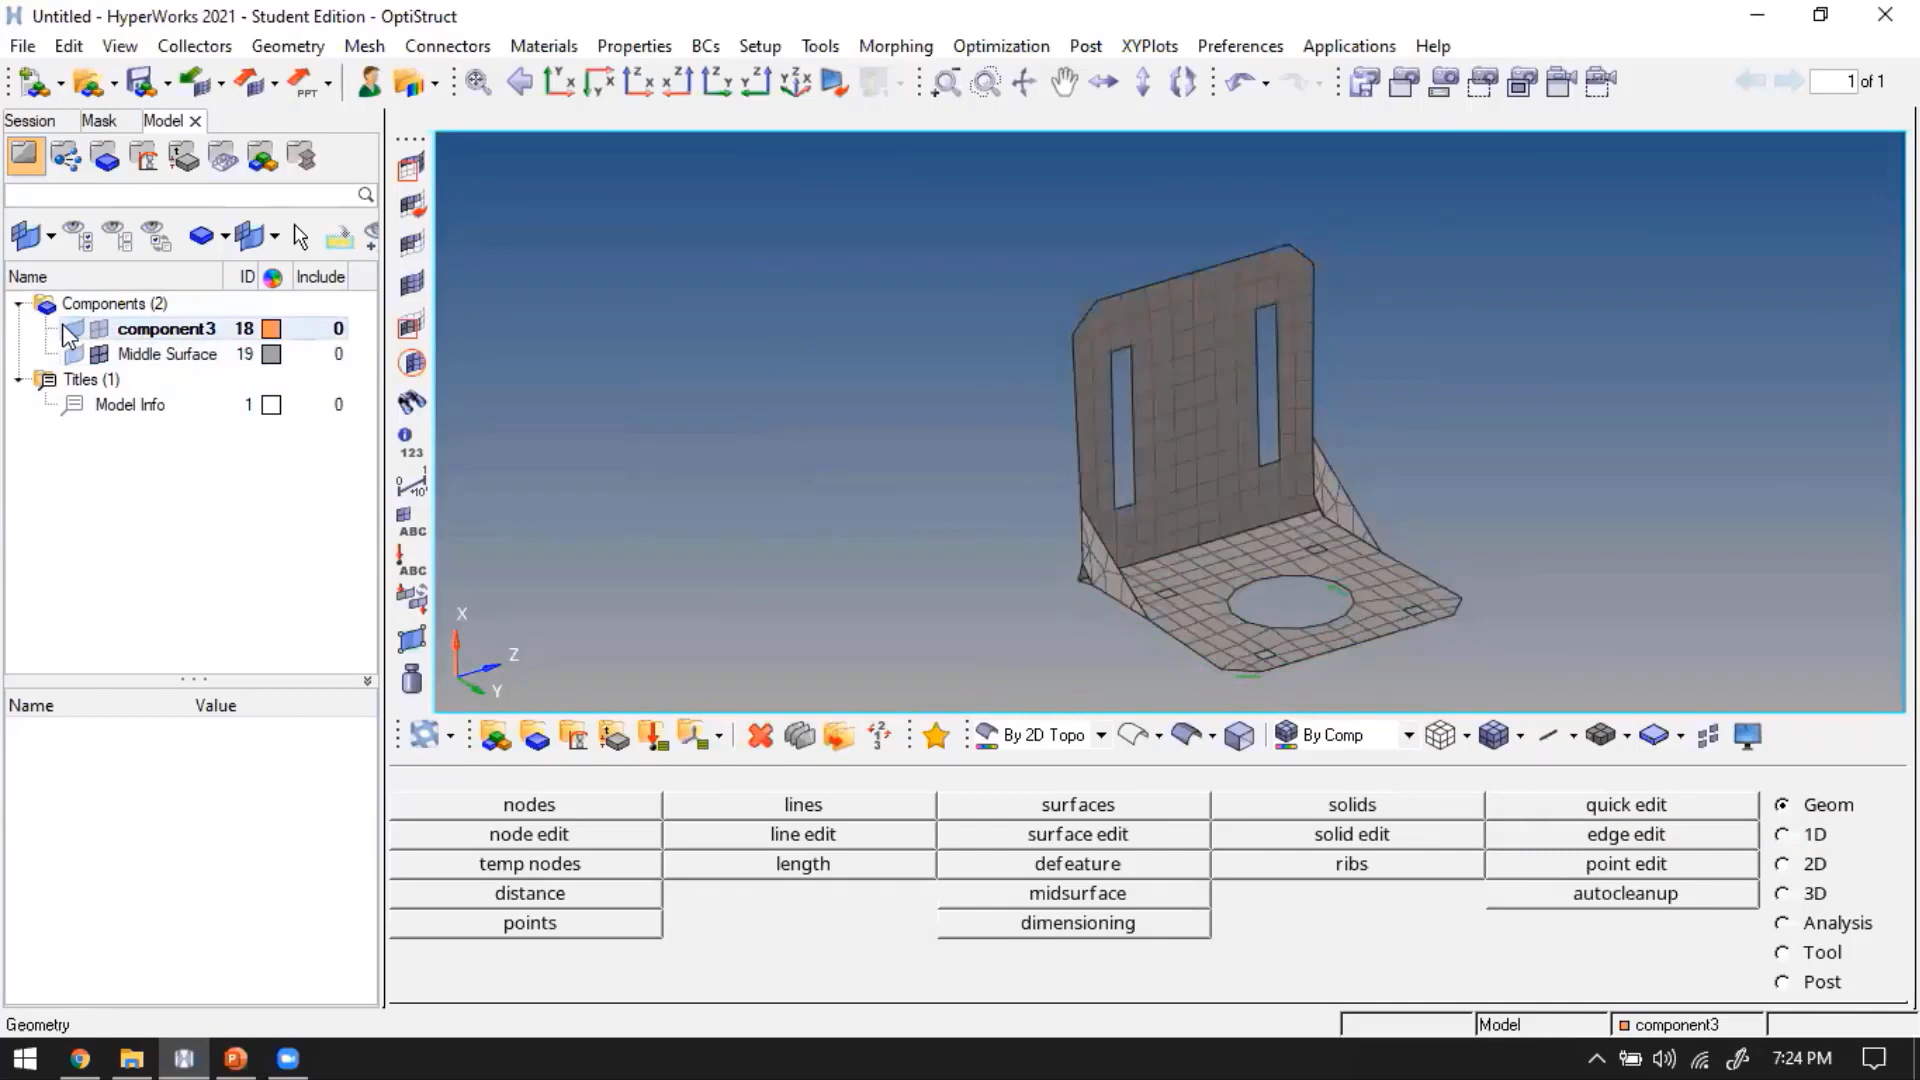 Untitled - HyperWorks 2021 - Student Edition - OptiStruct
File Edit View Collectors Geometry Mesh Connectors Materials Properties BCs Setup Tools Morphing Optimization Post XYPlots Preferences Applications Help
PPT
1 of 1
Session Mask Model
Name ID Include
Components (2)
component3 18 0
Middle Surface 19 0
Titles (1)
Model Info 1 0
123
ABC
ABC
X
Z
Y
Name Value
By 2D Topo By Comp
nodes lines surfaces solids quick edit Geom
node edit line edit surface edit solid edit edge edit 1D
temp nodes length defeature ribs point edit 2D
distance midsurface autocleanup 3D
points dimensioning Analysis
Tool
Post
Geometry Model component3
7:24 PM